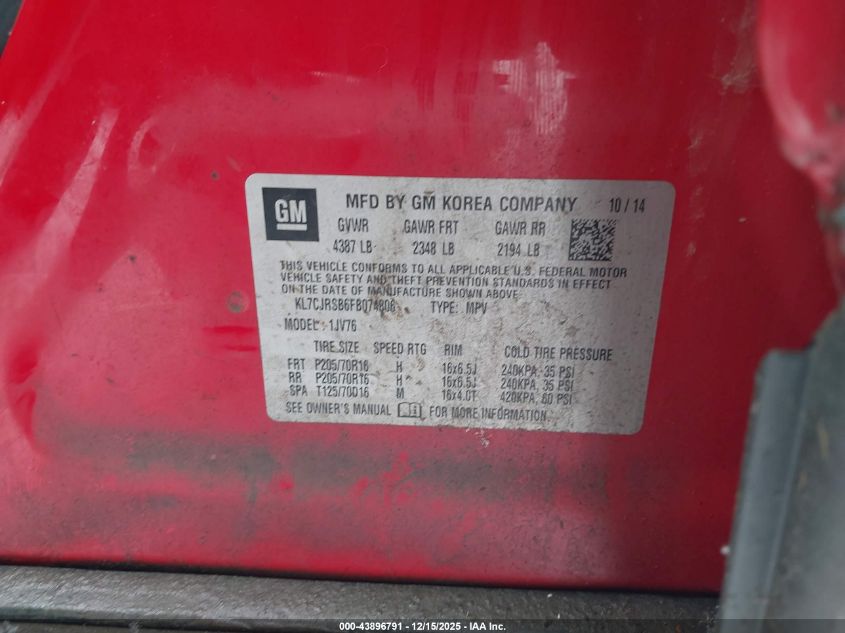 GM
MFD BY GM KOREA COMPANY 10 / 14
GVWR GAWR FRT GAWR RR
4387 LB 2348 LB 2194 LB
THIS VEHICLE CONFORMS TO ALL APPLICABLE U.S. FEDERAL MOTOR
VEHICLE SAFETY AND THEFT PREVENTION STANDARDS IN EFFECT
ON THE DATE OF MANUFACTURE SHOWN ABOVE.
KL7CJRSB6FB074806 TYPE: MPV
MODEL: 1JV76
TIRE SIZE SPEED RTG RIM COLD TIRE PRESSURE
FRT P205/70R16 H 16x6.5J 240KPA, 35 PSI
RR P205/70R16 H 16x6.5J 240KPA, 35 PSI
SPA T125/70D16 M 16x4.0T 420KPA, 60 PSI
SEE OWNER'S MANUAL FOR MORE INFORMATION
000-43896791 - 12/15/2025 - IAA Inc.